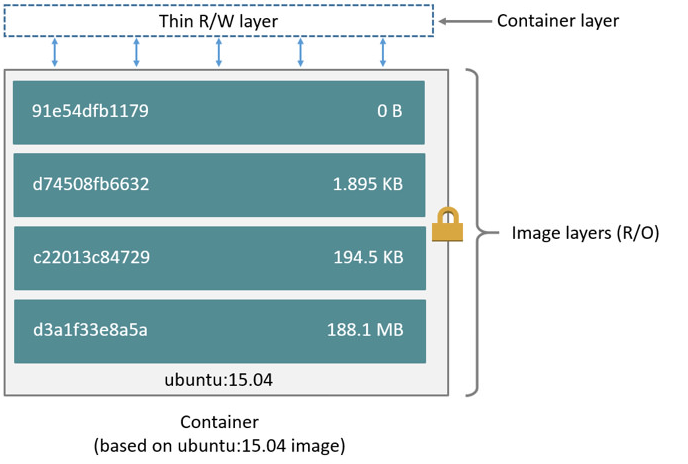 Thin R/W layer
Container layer
91e54dfb1179 0 B
d74508fb6632 1.895 KB
c22013c84729 194.5 KB
d3a1f33e8a5a 188.1 MB
Image layers (R/O)
ubuntu:15.04
Container
(based on ubuntu:15.04 image)